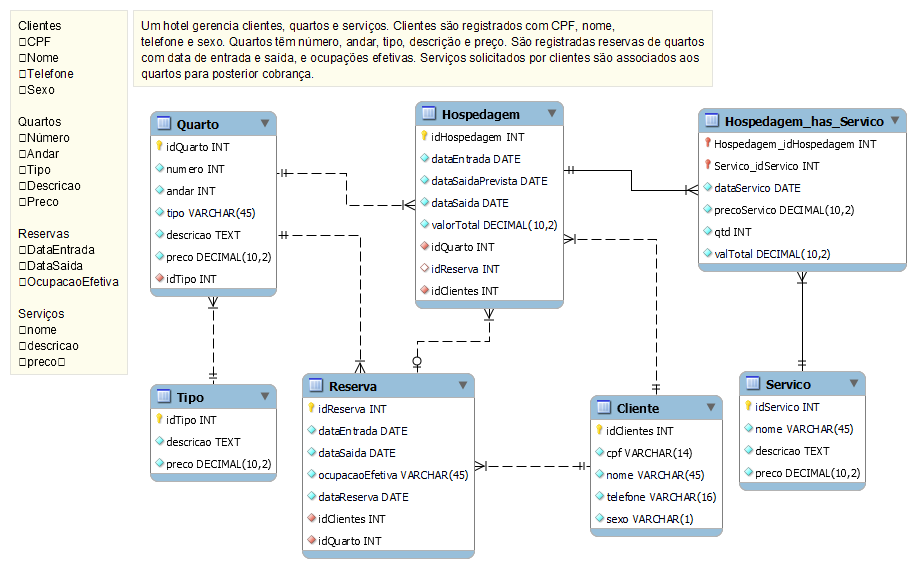 Clientes
CPF
Nome
Telefone
Sexo
Quartos
Número
Andar
Tipo
Descricao
Preco
Reservas
DataEntrada
DataSaida
OcupacaoEfetiva
Serviços
nome
descricao
preco
Um hotel gerencia clientes, quartos e serviços. Clientes são registrados com CPF, nome,
telefone e sexo. Quartos têm número, andar, tipo, descrição e preço. São registradas reservas de quartos
com data de entrada e saída, e ocupações efetivas. Serviços solicitados por clientes são associados aos
quartos para posterior cobrança.
Quarto
idQuarto INT
numero INT
andar INT
tipo VARCHAR(45)
descricao TEXT
preco DECIMAL(10,2)
idTipo INT
Hospedagem
idHospedagem INT
dataEntrada DATE
dataSaidaPrevista DATE
dataSaida DATE
valorTotal DECIMAL(10,2)
idQuarto INT
idReserva INT
idClientes INT
Hospedagem_has_Servico
Hospedagem_idHospedagem INT
Servico_idServico INT
dataServico DATE
precoServico DECIMAL(10,2)
qtd INT
valTotal DECIMAL(10,2)
Tipo
idTipo INT
descricao TEXT
preco DECIMAL(10,2)
Reserva
idReserva INT
dataEntrada DATE
dataSaida DATE
ocupacaoEfetiva VARCHAR(45)
dataReserva DATE
idClientes INT
idQuarto INT
Cliente
idClientes INT
cpf VARCHAR(14)
nome VARCHAR(45)
telefone VARCHAR(16)
sexo VARCHAR(1)
Servico
idServico INT
nome VARCHAR(45)
descricao TEXT
preco DECIMAL(10,2)